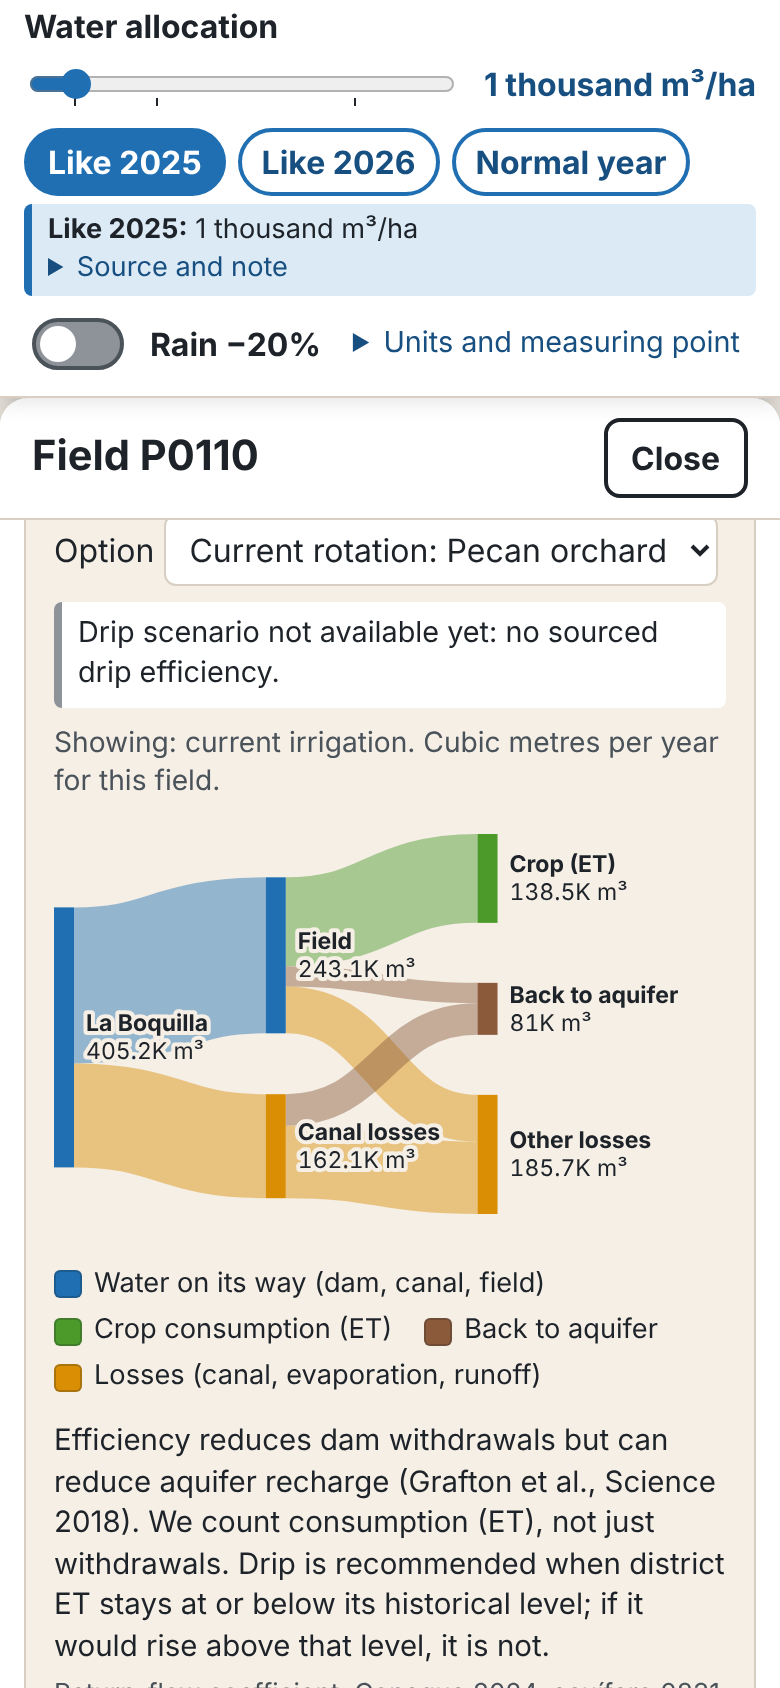 Water allocation
1 thousand m³/ha
Like 2025
Like 2026
Normal year
Like 2025: 1 thousand m³/ha
▶ Source and note
Rain −20%
▶ Units and measuring point
Field P0110
Close
Option
Current rotation: Pecan orchard
Drip scenario not available yet: no sourced
drip efficiency.
Showing: current irrigation. Cubic metres per year
for this field.
Crop (ET)
138.5K m³
Field
243.1K m³
Back to aquifer
81K m³
La Boquilla
405.2K m³
Canal losses
162.1K m³
Other losses
185.7K m³
Water on its way (dam, canal, field)
Crop consumption (ET)
Back to aquifer
Losses (canal, evaporation, runoff)
Efficiency reduces dam withdrawals but can
reduce aquifer recharge (Grafton et al., Science
2018). We count consumption (ET), not just
withdrawals. Drip is recommended when district
ET stays at or below its historical level; if it
would rise above that level, it is not.